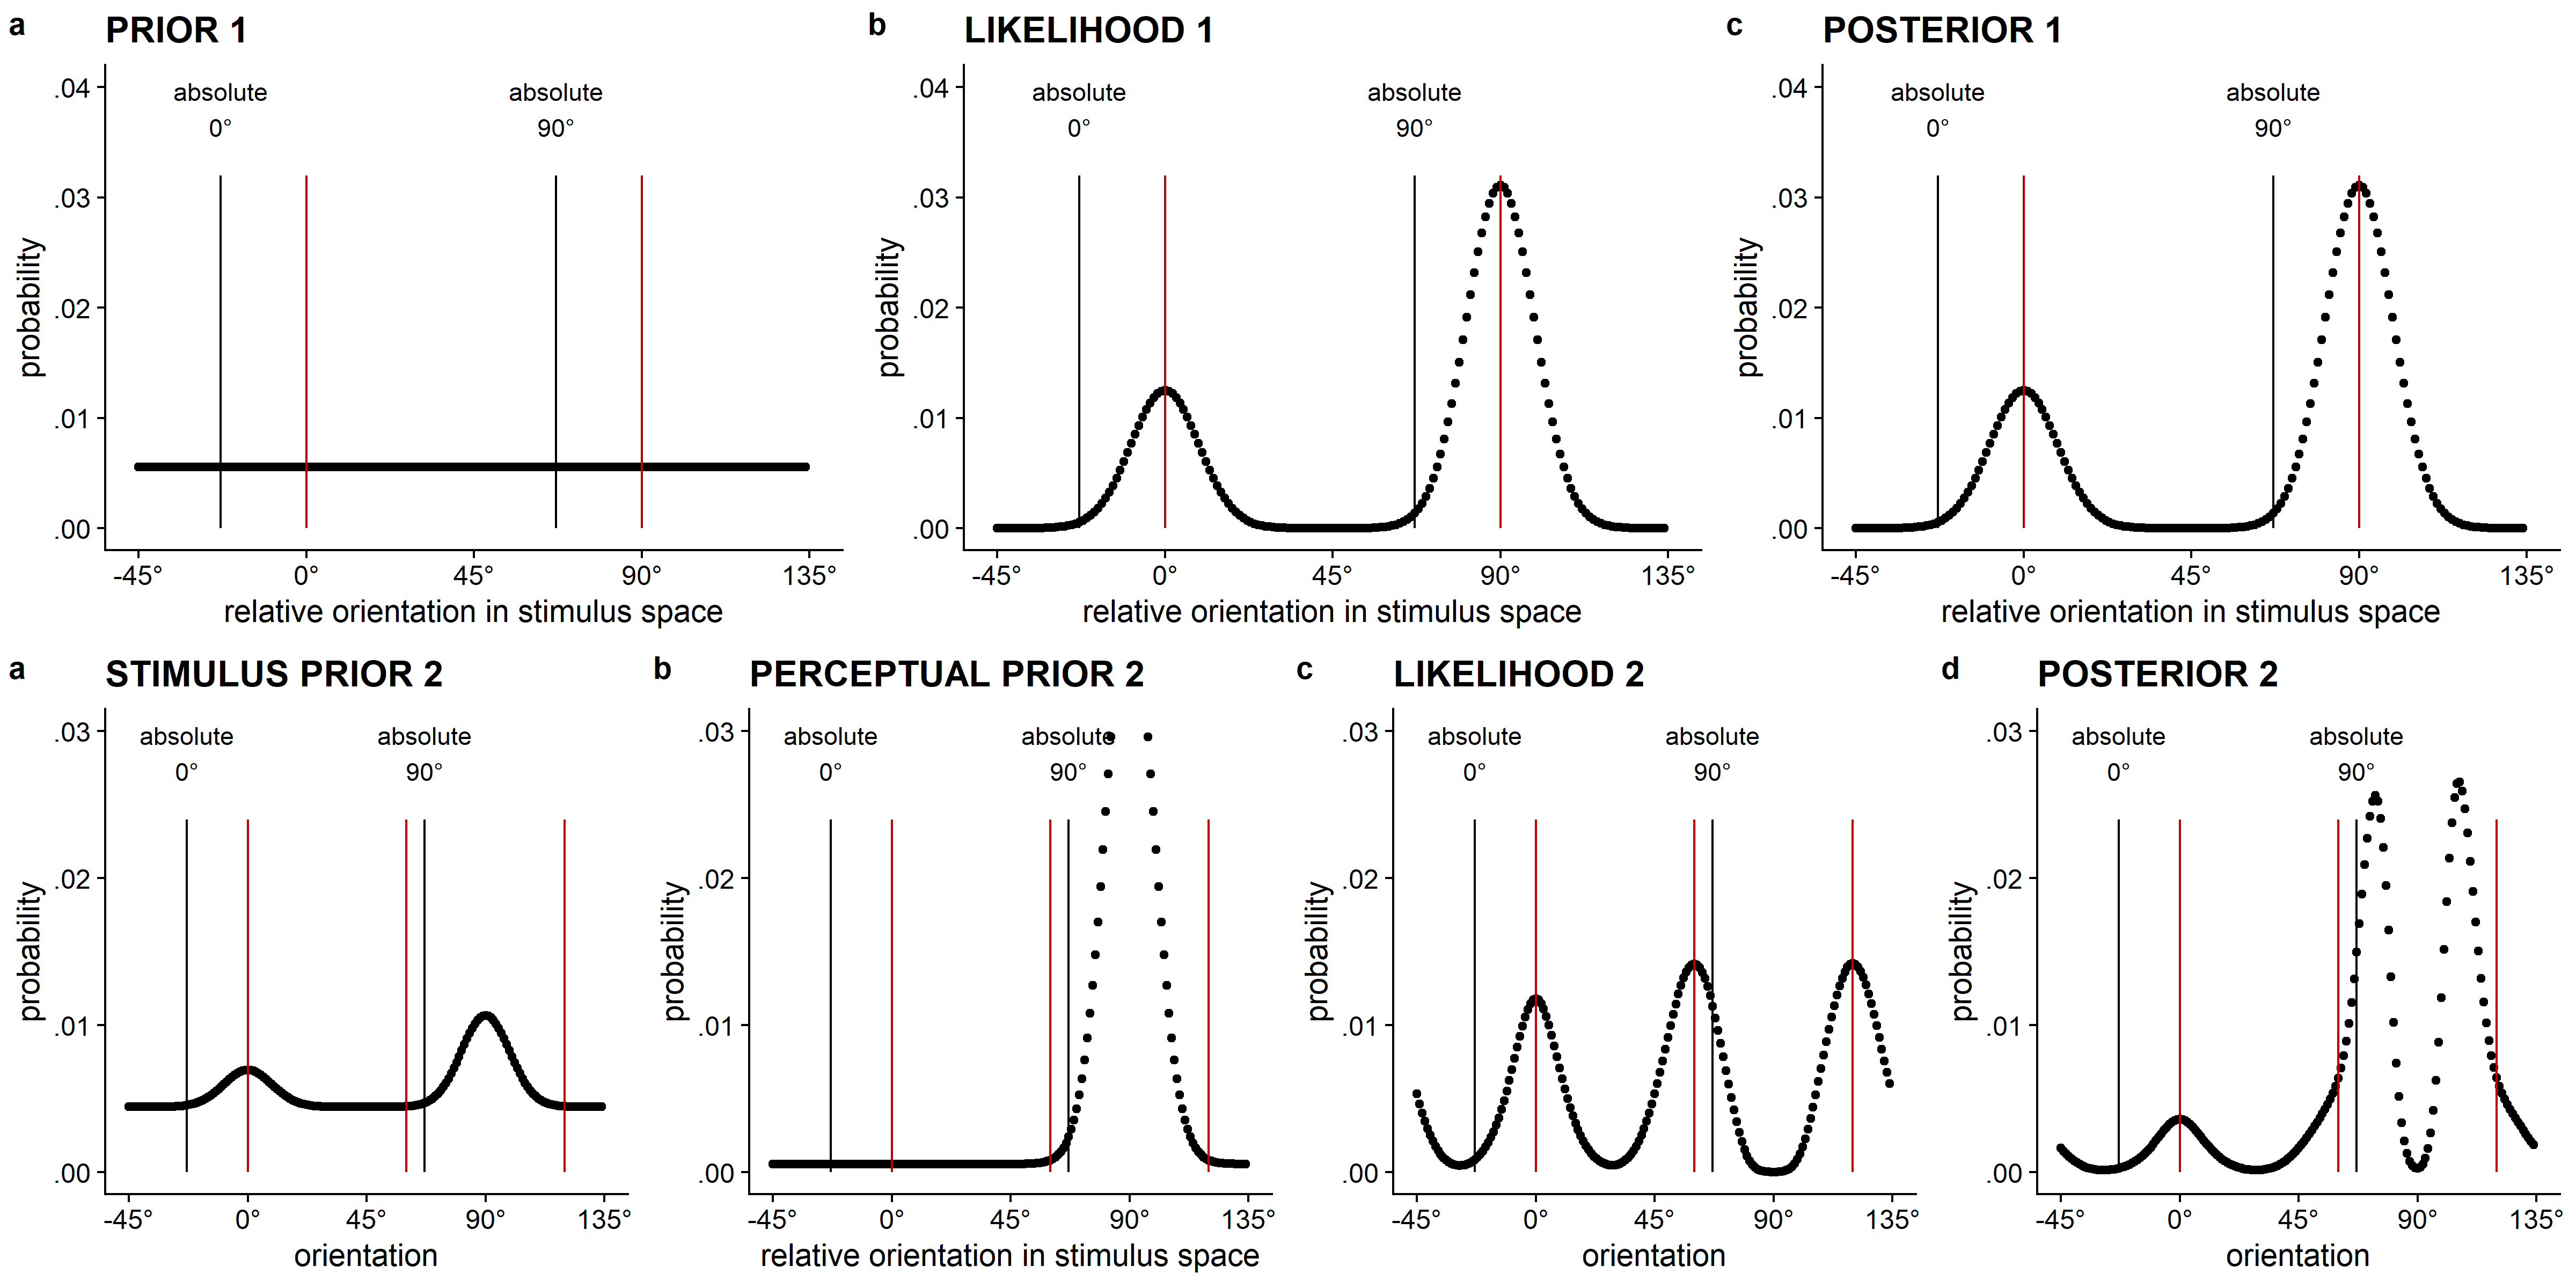 a PRIOR 1
.04
.03
.02
.01
.00
absolute
0°
absolute
90°
probability
-45° 0° 45° 90° 135°
relative orientation in stimulus space
b LIKELIHOOD 1
.04
.03
.02
.01
.00
absolute
0°
absolute
90°
probability
-45° 0° 45° 90° 135°
relative orientation in stimulus space
c POSTERIOR 1
.04
.03
.02
.01
.00
absolute
0°
absolute
90°
probability
-45° 0° 45° 90° 135°
relative orientation in stimulus space
a STIMULUS PRIOR 2
.03
.02
.01
.00
absolute
0°
absolute
90°
probability
-45° 0° 45° 90° 135°
orientation
b PERCEPTUAL PRIOR 2
.03
.02
.01
.00
absolute
0°
absolute
90°
probability
-45° 0° 45° 90° 135°
relative orientation in stimulus space
c LIKELIHOOD 2
.03
.02
.01
.00
absolute
0°
absolute
90°
probability
-45° 0° 45° 90° 135°
orientation
d POSTERIOR 2
.03
.02
.01
.00
absolute
0°
absolute
90°
probability
-45° 0° 45° 90° 135°
orientation